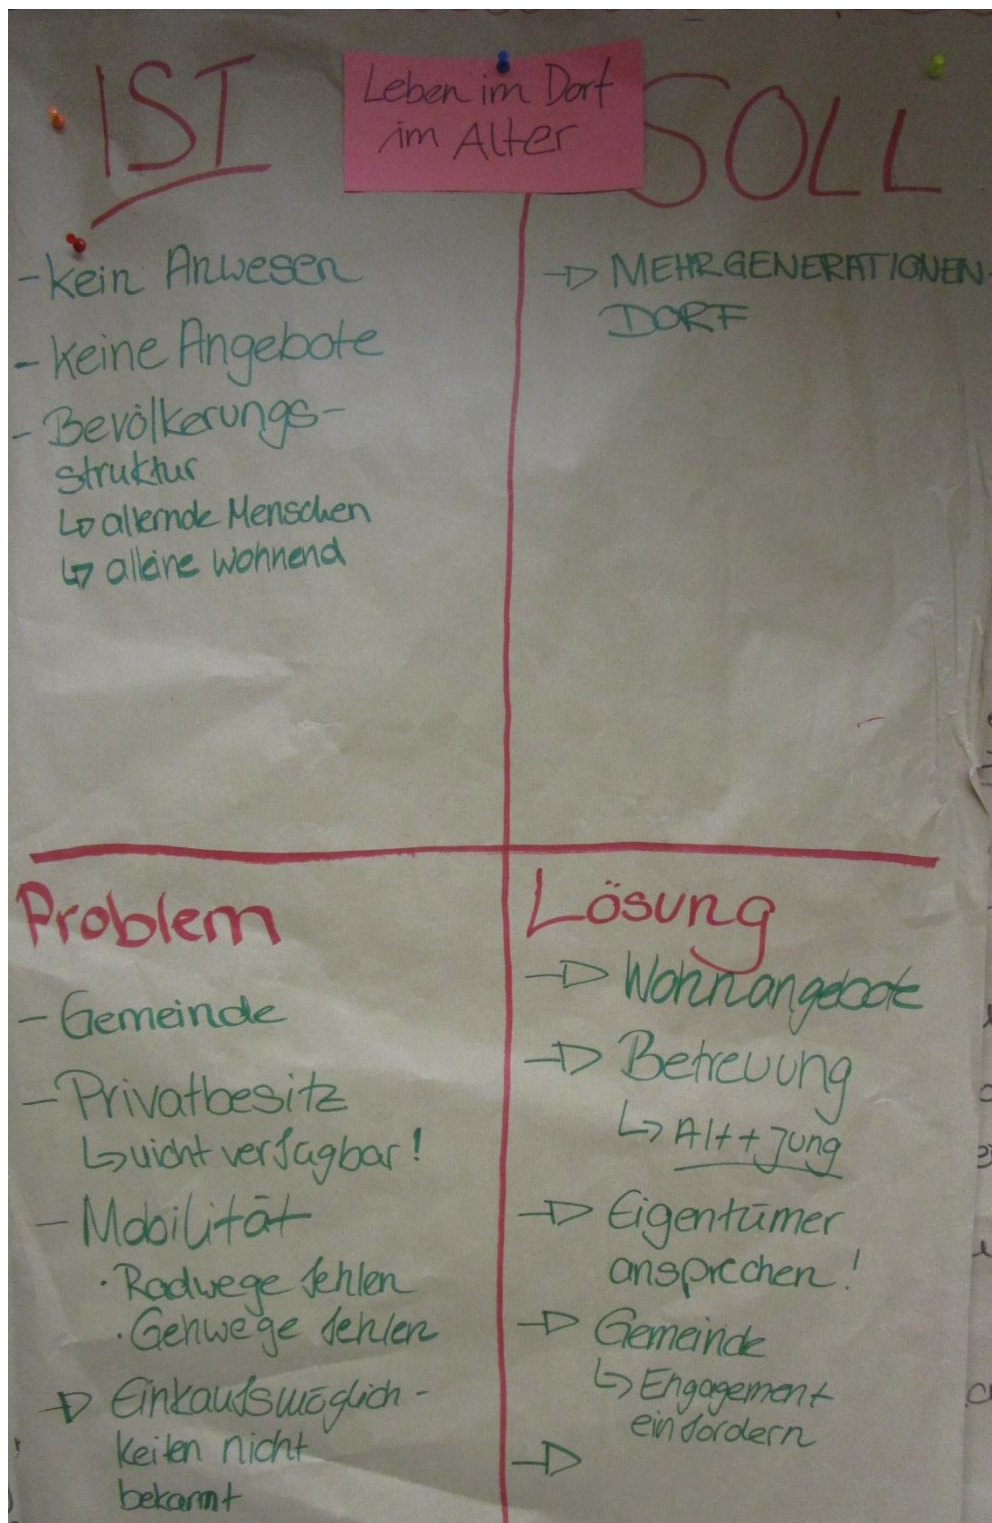 IST
Leben im Dorf
im Alter
SOLL
- kein Anwesen
- keine Angebote
- Bevölkerungs-
struktur
↳ alternde Menschen
↳ alleine wohnend
→ MEHRGENERATIONEN-
DORF
Problem
- Gemeinde
- Privatbesitz
↳ nicht verfügbar!
- Mobilität
· Radwege fehlen
· Gehwege fehlen
→ Einkaufsmöglich-
keiten nicht
bekannt
Lösung
→ Wohnangebote
→ Betreuung
↳ Alt + Jung
→ Eigentümer
ansprechen!
→ Gemeinde
↳ Engagement
einfordern
→